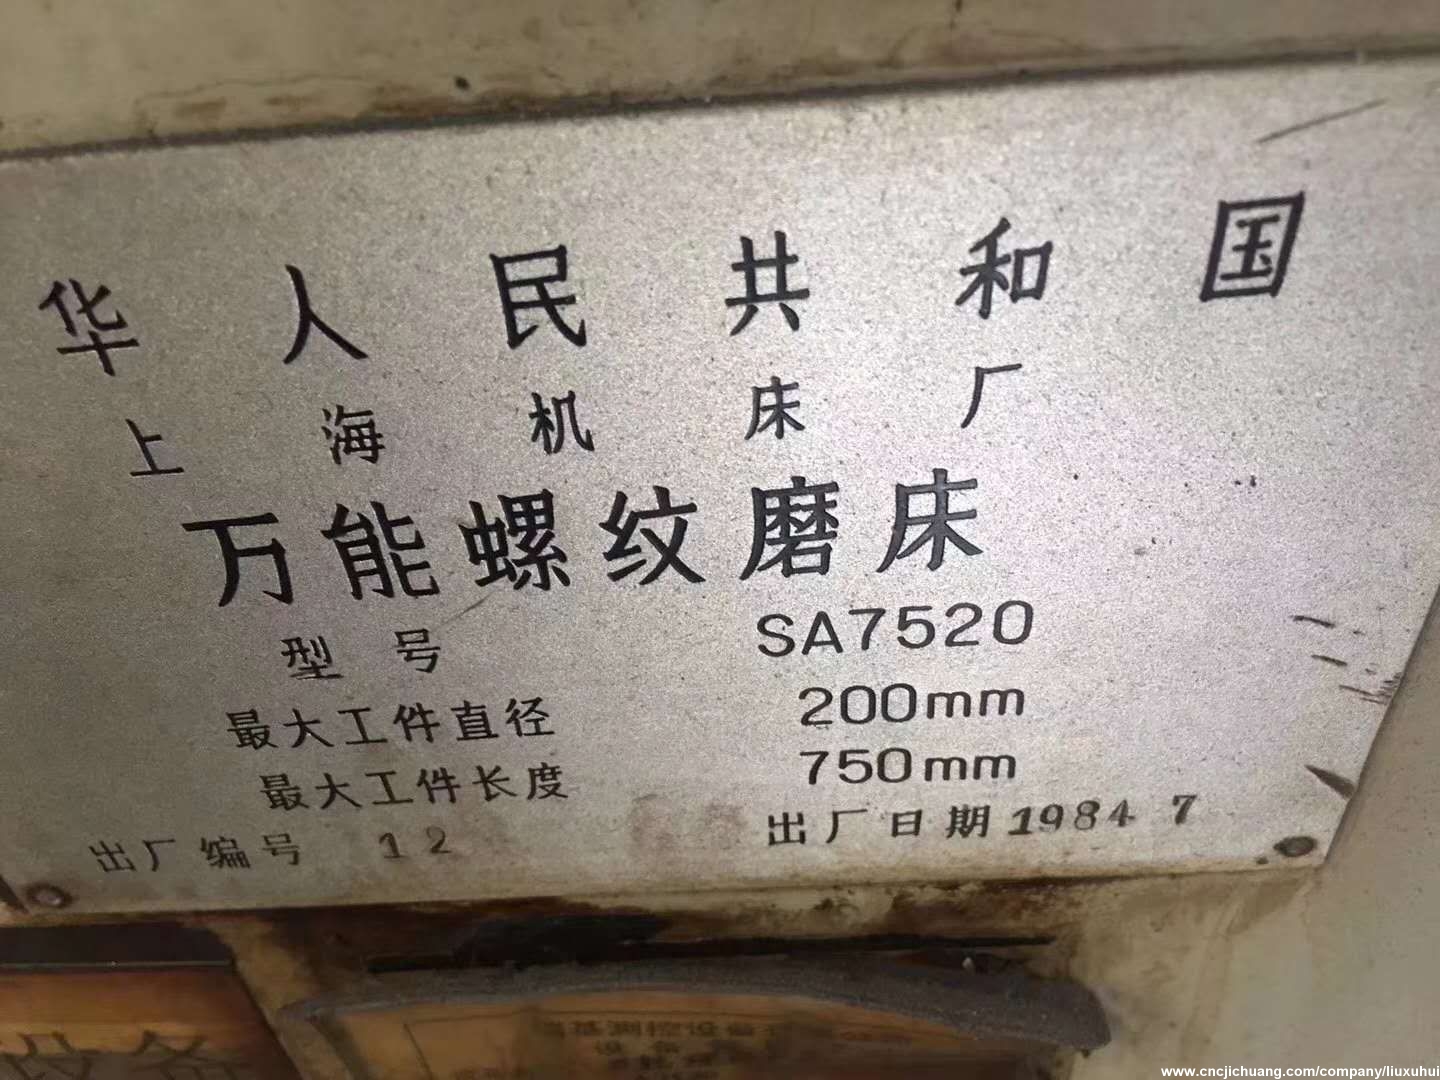 华人民共和国
上海机床厂
万能螺纹磨床
型号 SA7520
最大工件直径 200mm
最大工件长度 750mm
出厂编号 12 出厂日期 1984 7
设备
www.cncjichuang.com/company/liuxuhui